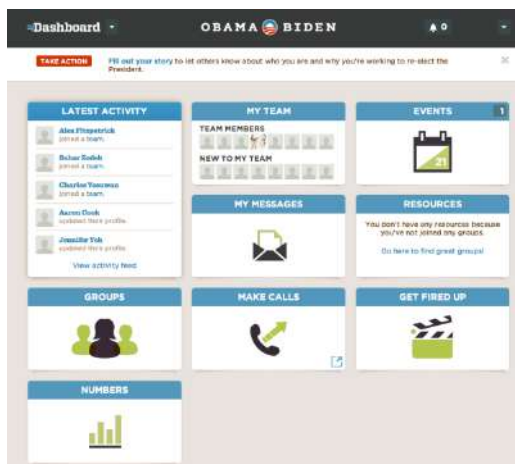 Dashboard
OBAMA BIDEN
0
TAKE ACTION
Fill out your story to let others know about who you are and why you're working to re-elect the
President.
LATEST ACTIVITY
Alex Fitzpatrick
joined a team.
joined a team.
Charles
joined a team.
Aaron Cook
updated their profile.
Jennifer Yoh
updated their profile.
View activity feed
MY TEAM
TEAM MEMBERS
NEW TO MY TEAM
EVENTS
1
21
MY MESSAGES
RESOURCES
You don't have any resources because
you've not joined any groups.
Go here to find great groups!
GROUPS
MAKE CALLS
GET FIRED UP
NUMBERS